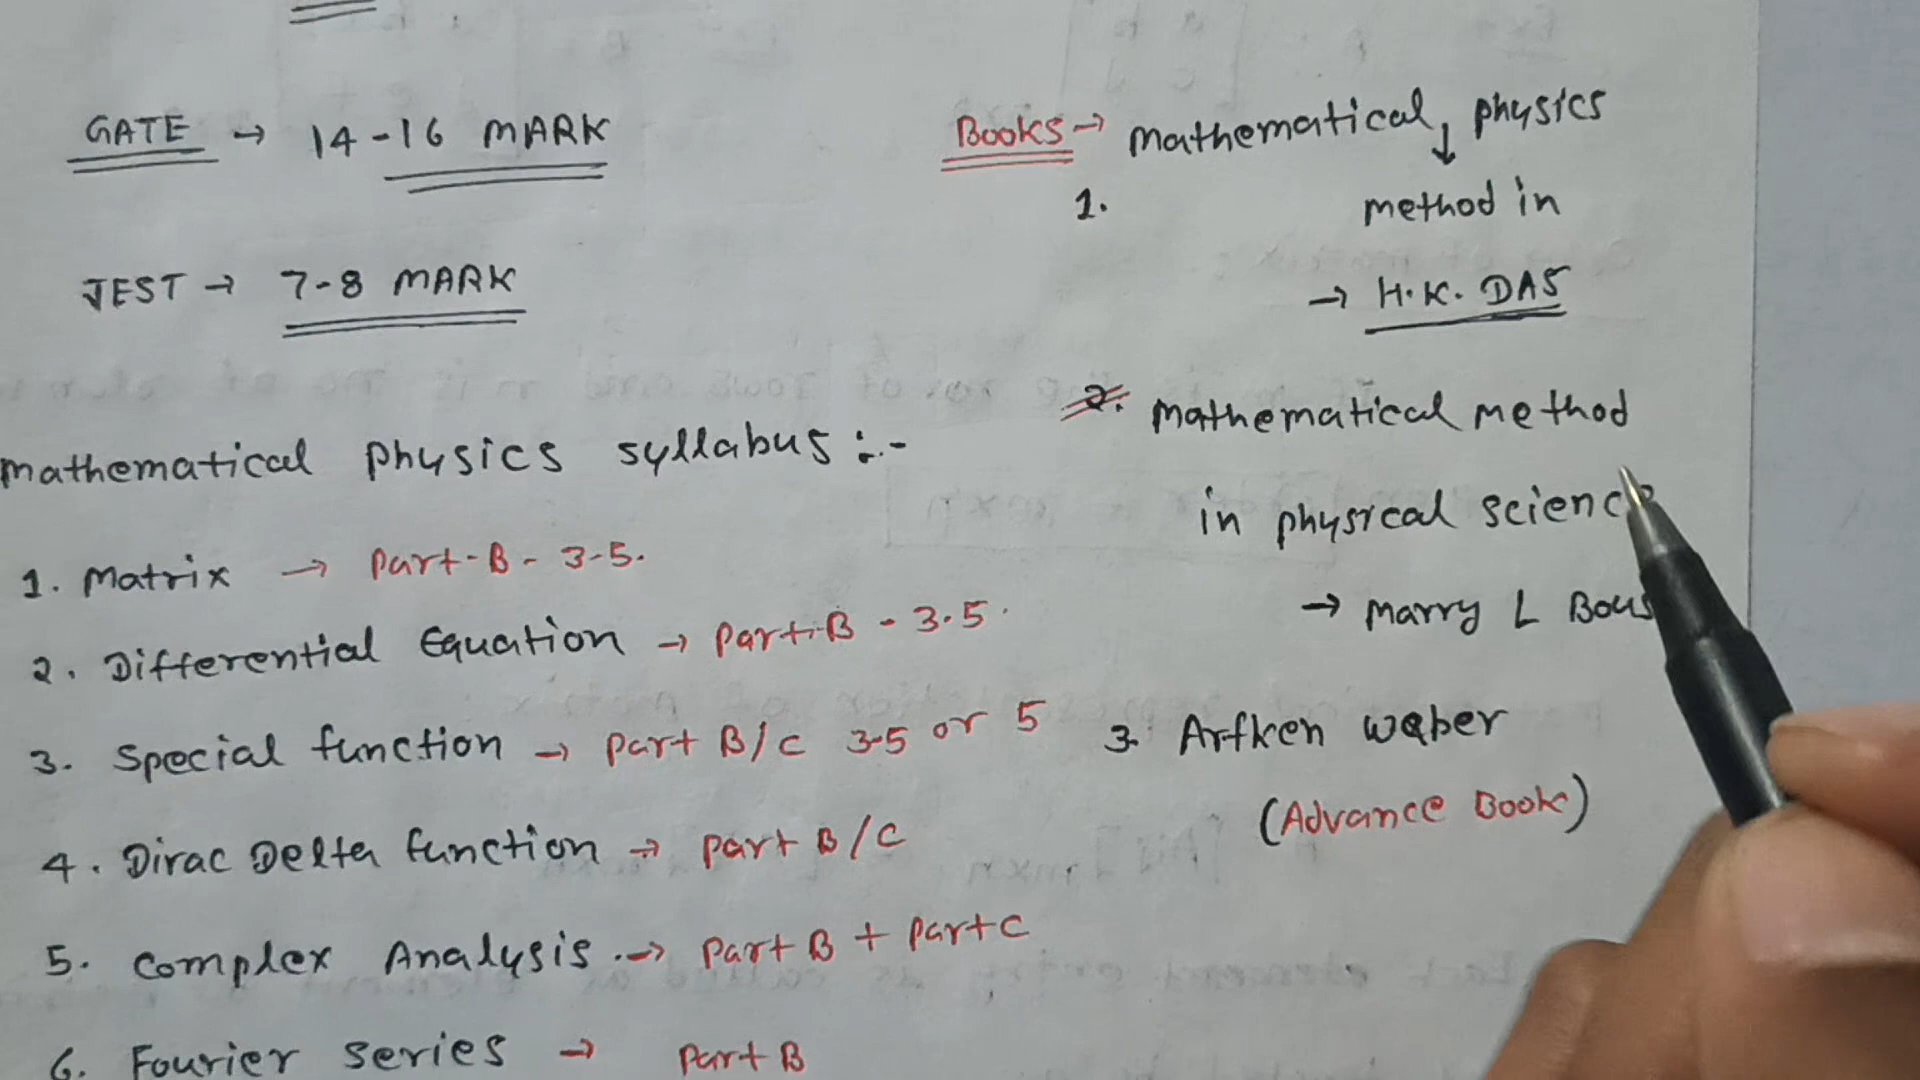 GATE → 14-16 MARK
JEST → 7-8 MARK
Mathematical physics syllabus :-
1. Matrix → Part-B - 3-5.
2. Differential Equation → Part-B - 3.5.
3. Special function → Part B/C 3.5 or 5
4. Dirac Delta function → Part B/C
5. Complex Analysis. → Part B + Part C
6. Fourier series → Part B
Books → Mathematical physics
1. ↓ method in
→ H.K. DAS
2. Mathematical method
in physical science
→ Marry L Bous
3. Arfken Waber
(Advance Book)